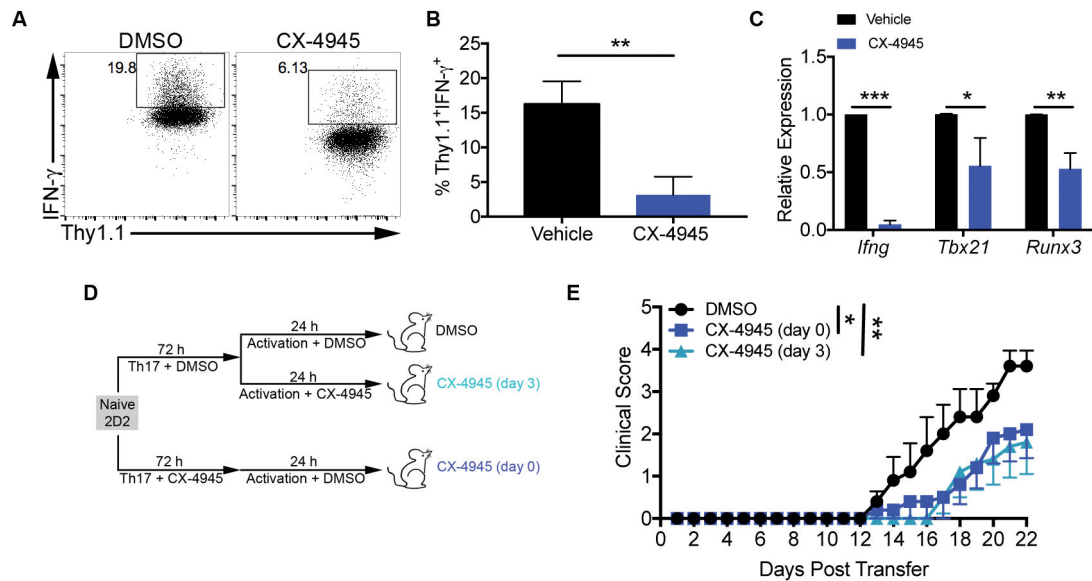 A
DMSO
CX-4945
19.8
6.13
IFN-γ
Thy1.1
B
**
% Thy1.1+IFN-γ+
25
20
15
10
5
0
Vehicle
CX-4945
C
Vehicle
CX-4945
***
*
**
Relative Expression
1.5
1.0
0.5
0.0
Ifng
Tbx21
Runx3
D
Naive
2D2
72 h
Th17 + DMSO
24 h
Activation + DMSO
DMSO
24 h
Activation + CX-4945
CX-4945 (day 3)
72 h
Th17 + CX-4945
24 h
Activation + DMSO
CX-4945 (day 0)
E
DMSO
CX-4945 (day 0)
CX-4945 (day 3)
*
**
Clinical Score
5
4
3
2
1
0
0 2 4 6 8 10 12 14 16 18 20 22
Days Post Transfer